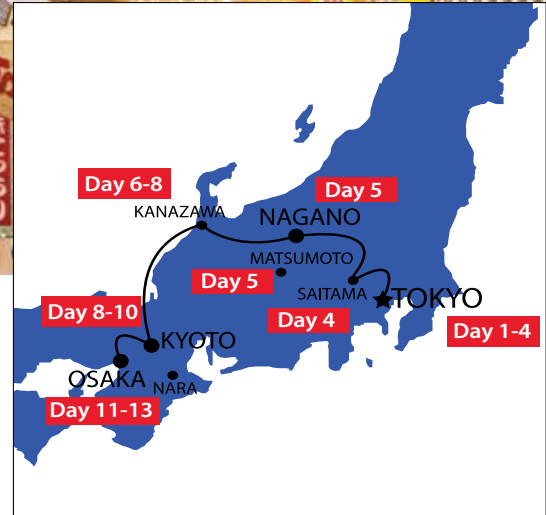 Day 6-8
Day 5
KANAZAWA
NAGANO
MATSUMOTO
Day 5
SAITAMA
TOKYO
Day 4
Day 1-4
Day 8-10
KYOTO
OSAKA
NARA
Day 11-13